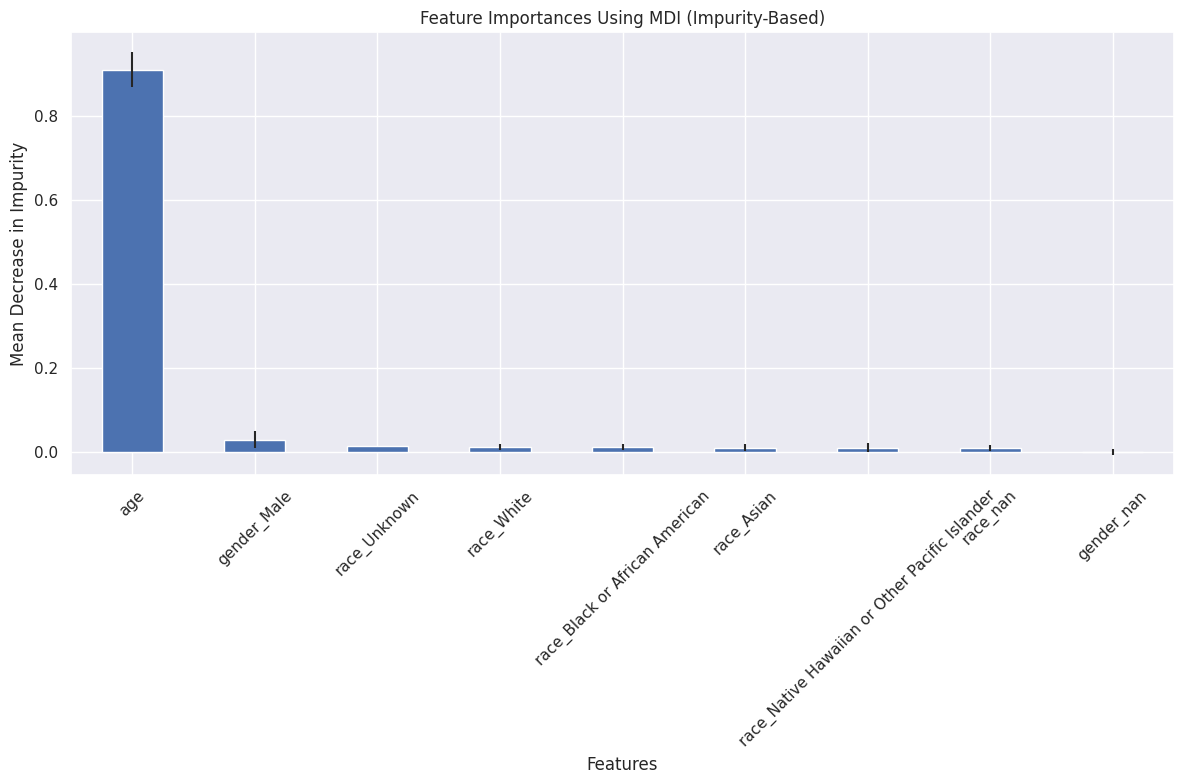 Feature Importances Using MDI (Impurity-Based)
Mean Decrease in Impurity
0.8
0.6
0.4
0.2
0.0
age
gender_Male
race_Unknown
race_White
race_Black or African American
race_Asian
race_Native Hawaiian or Other Pacific Islander
race_nan
gender_nan
Features